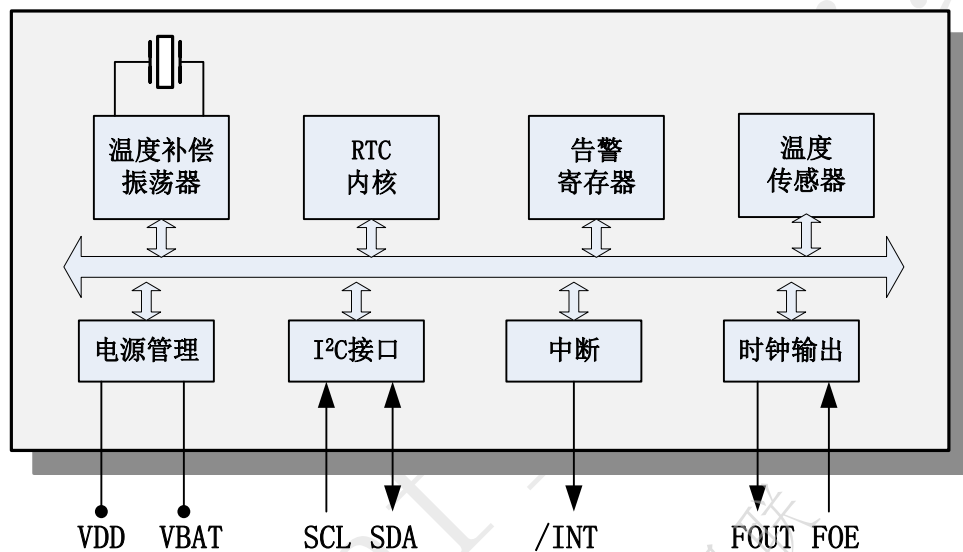 温度补偿
振荡器
RTC
内核
告警
寄存器
温度
传感器
电源管理
I²C接口
中断
时钟输出
VDD
VBAT
SCL
SDA
/INT
FOUT
FOE